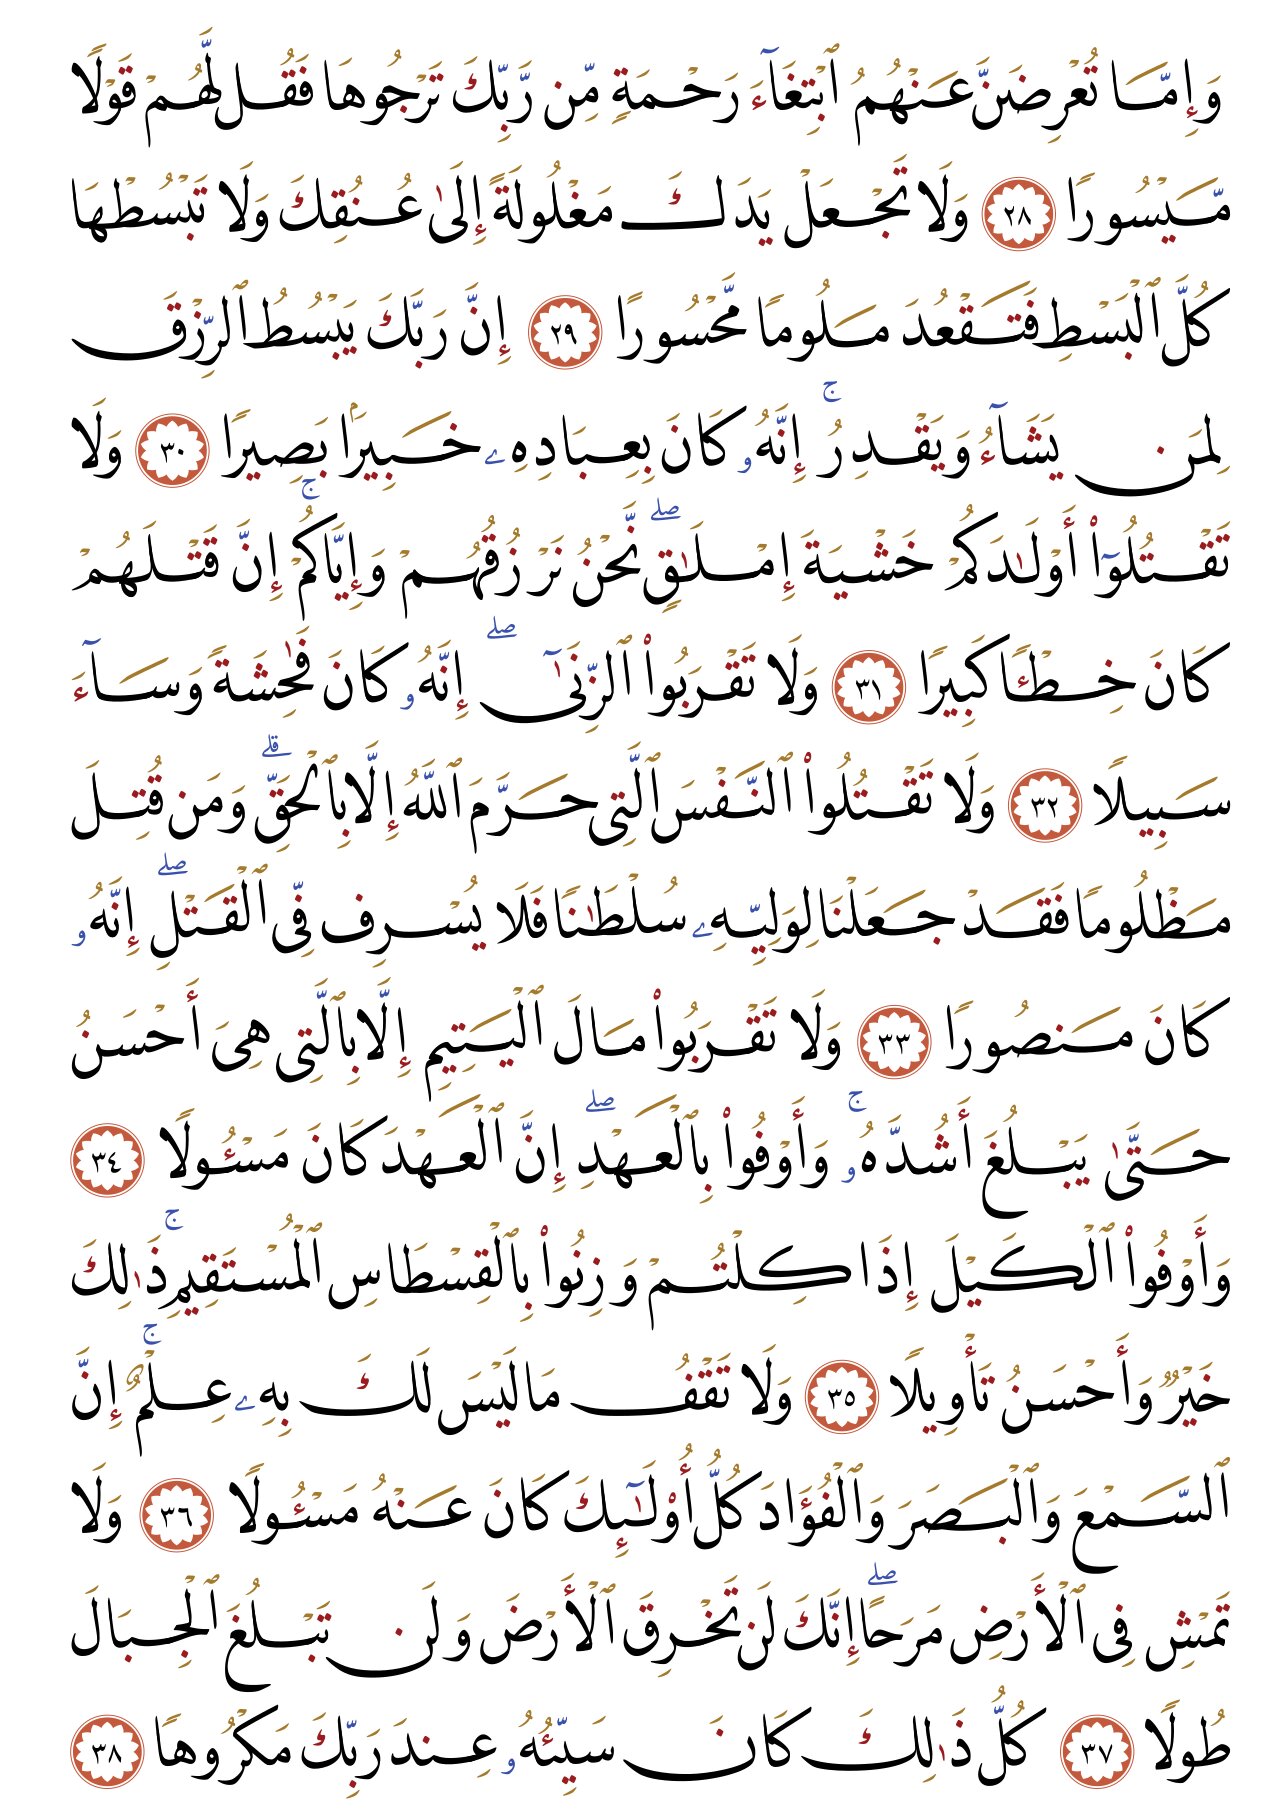 وَإِمَّا تُعْرِضَنَّ عَنْهُمُ ٱبْتِغَآءَ رَحْمَةٍ مِّن رَّبِّكَ تَرْجُوهَا فَقُل لَّهُمْ قَوْلًا
مَّيْسُورًا ٢٨ وَلَا تَجْعَلْ يَدَكَ مَغْلُولَةً إِلَىٰ عُنُقِكَ وَلَا تَبْسُطْهَا
كُلَّ ٱلْبَسْطِ فَتَقْعُدَ مَلُومًا مَّحْسُورًا ٢٩ إِنَّ رَبَّكَ يَبْسُطُ ٱلرِّزْقَ
لِمَن يَشَآءُ وَيَقْدِرُ ۚ إِنَّهُۥ كَانَ بِعِبَادِهِۦ خَبِيرًۢا بَصِيرًا ٣٠ وَلَا
تَقْتُلُوٓا۟ أَوْلَـٰدَكُمْ خَشْيَةَ إِمْلَـٰقٍ ۖ نَّحْنُ نَرْزُقُهُمْ وَإِيَّاكُمْ ۚ إِنَّ قَتْلَهُمْ
كَانَ خِطْـًٔا كَبِيرًا ٣١ وَلَا تَقْرَبُوا۟ ٱلزِّنَىٰٓ ۖ إِنَّهُۥ كَانَ فَـٰحِشَةً وَسَآءَ
سَبِيلًا ٣٢ وَلَا تَقْتُلُوا۟ ٱلنَّفْسَ ٱلَّتِى حَرَّمَ ٱللَّهُ إِلَّا بِٱلْحَقِّ ۗ وَمَن قُتِلَ
مَظْلُومًا فَقَدْ جَعَلْنَا لِوَلِيِّهِۦ سُلْطَـٰنًا فَلَا يُسْرِف فِّى ٱلْقَتْلِ ۖ إِنَّهُۥ
كَانَ مَنصُورًا ٣٣ وَلَا تَقْرَبُوا۟ مَالَ ٱلْيَتِيمِ إِلَّا بِٱلَّتِى هِىَ أَحْسَنُ
حَتَّىٰ يَبْلُغَ أَشُدَّهُۥ ۚ وَأَوْفُوا۟ بِٱلْعَهْدِ ۖ إِنَّ ٱلْعَهْدَ كَانَ مَسْـُٔولًا ٣٤
وَأَوْفُوا۟ ٱلْكَيْلَ إِذَا كِلْتُمْ وَزِنُوا۟ بِٱلْقِسْطَاسِ ٱلْمُسْتَقِيمِ ۚ ذَٰلِكَ
خَيْرٌ وَأَحْسَنُ تَأْوِيلًا ٣٥ وَلَا تَقْفُ مَا لَيْسَ لَكَ بِهِۦ عِلْمٌ ۚ إِنَّ
ٱلسَّمْعَ وَٱلْبَصَرَ وَٱلْفُؤَادَ كُلُّ أُو۟لَـٰٓئِكَ كَانَ عَنْهُ مَسْـُٔولًا ٣٦ وَلَا
تَمْشِ فِى ٱلْأَرْضِ مَرَحًا ۖ إِنَّكَ لَن تَخْرِقَ ٱلْأَرْضَ وَلَن تَبْلُغَ ٱلْجِبَالَ
طُولًا ٣٧ كُلُّ ذَٰلِكَ كَانَ سَيِّئُهُۥ عِندَ رَبِّكَ مَكْرُوهًا ٣٨